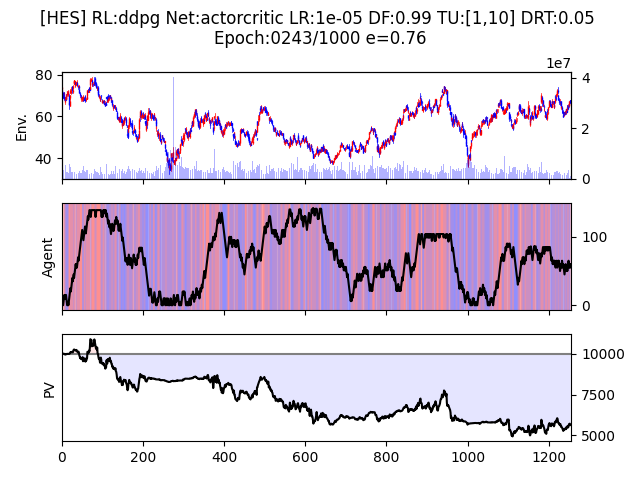 [HES] RL:ddpg Net:actorcritic LR:1e-05 DF:0.99 TU:[1,10] DRT:0.05
Epoch:0243/1000 e=0.76
1e7
80
60
40
Env.
4
2
0
Agent
100
0
PV
10000
7500
5000
0 200 400 600 800 1000 1200